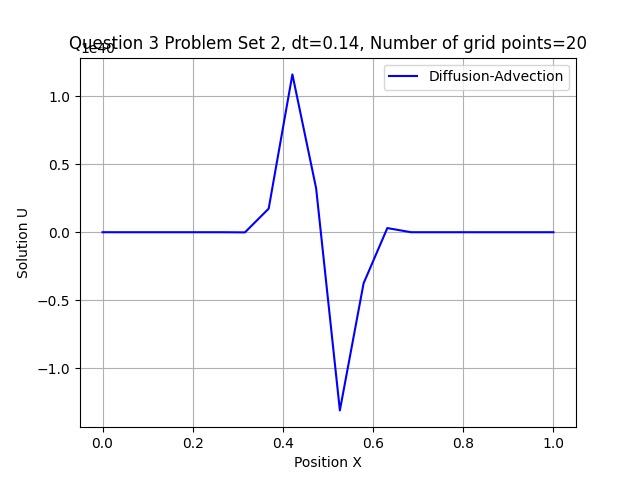 Question 3 Problem Set 2, dt=0.14, Number of grid points=20
1e40
Diffusion-Advection
1.0
0.5
0.0
−0.5
−1.0
Solution U
0.0 0.2 0.4 0.6 0.8 1.0
Position X